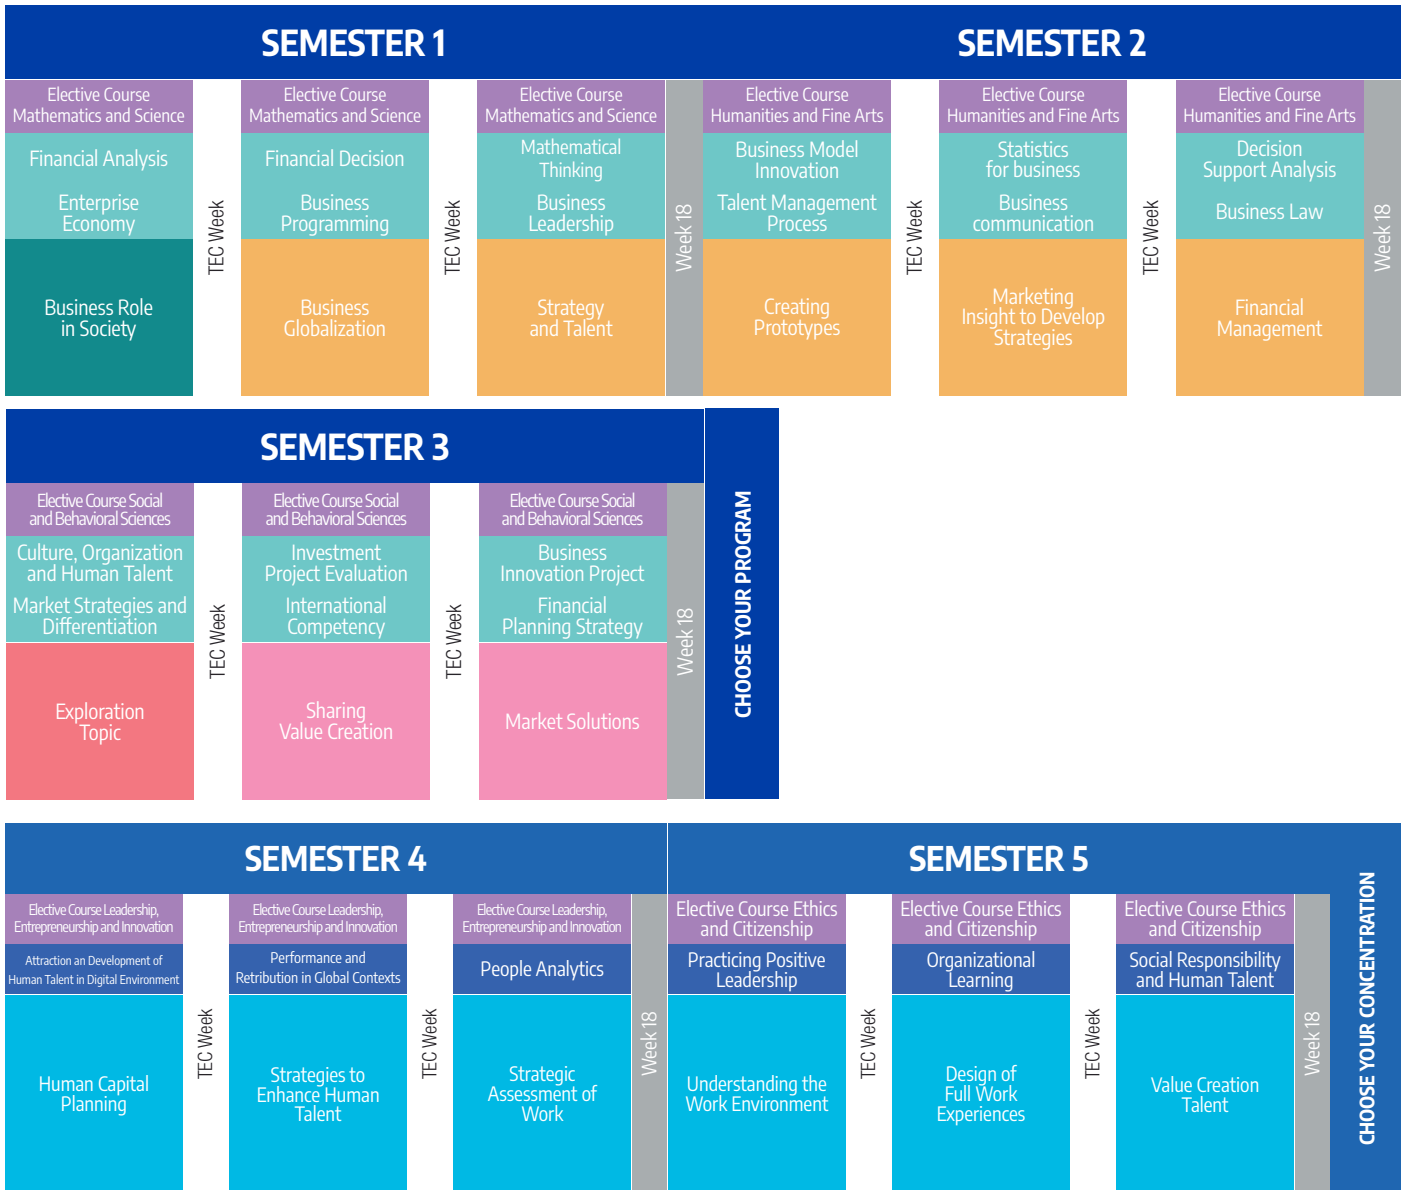 SEMESTER 1
Elective Course
Mathematics and Science
Financial Analysis
Enterprise
Economy
Business Role
in Society
TEC Week
Elective Course
Mathematics and Science
Financial Decision
Business
Programming
Business
Globalization
TEC Week
Elective Course
Mathematics and Science
Mathematical
Thinking
Business
Leadership
Strategy
and Talent
Week 18
SEMESTER 2
Elective Course
Humanities and Fine Arts
Business Model
Innovation
Talent Management
Process
Creating
Prototypes
TEC Week
Elective Course
Humanities and Fine Arts
Statistics
for business
Business
communication
Marketing
Insight to Develop
Strategies
TEC Week
Elective Course
Humanities and Fine Arts
Decision
Support Analysis
Business Law
Financial
Management
Week 18
SEMESTER 3
Elective Course Social
and Behavioral Sciences
Culture, Organization
and Human Talent
Market Strategies and
Differentiation
Exploration
Topic
TEC Week
Elective Course Social
and Behavioral Sciences
Investment
Project Evaluation
International
Competency
Sharing
Value Creation
TEC Week
Elective Course Social
and Behavioral Sciences
Business
Innovation Project
Financial
Planning Strategy
Market Solutions
Week 18
CHOOSE YOUR PROGRAM
SEMESTER 4
Elective Course Leadership,
Entrepreneurship and Innovation
Attraction an Development of
Human Talent in Digital Environment
Human Capital
Planning
TEC Week
Elective Course Leadership,
Entrepreneurship and Innovation
Performance and
Retribution in Global Contexts
Strategies to
Enhance Human
Talent
TEC Week
Elective Course Leadership,
Entrepreneurship and Innovation
People Analytics
Strategic
Assessment of
Work
Week 18
SEMESTER 5
Elective Course Ethics
and Citizenship
Practicing Positive
Leadership
Understanding the
Work Environment
TEC Week
Elective Course Ethics
and Citizenship
Organizational
Learning
Design of
Full Work
Experiences
TEC Week
Elective Course Ethics
and Citizenship
Social Responsibility
and Human Talent
Value Creation
Talent
Week 18
CHOOSE YOUR CONCENTRATION